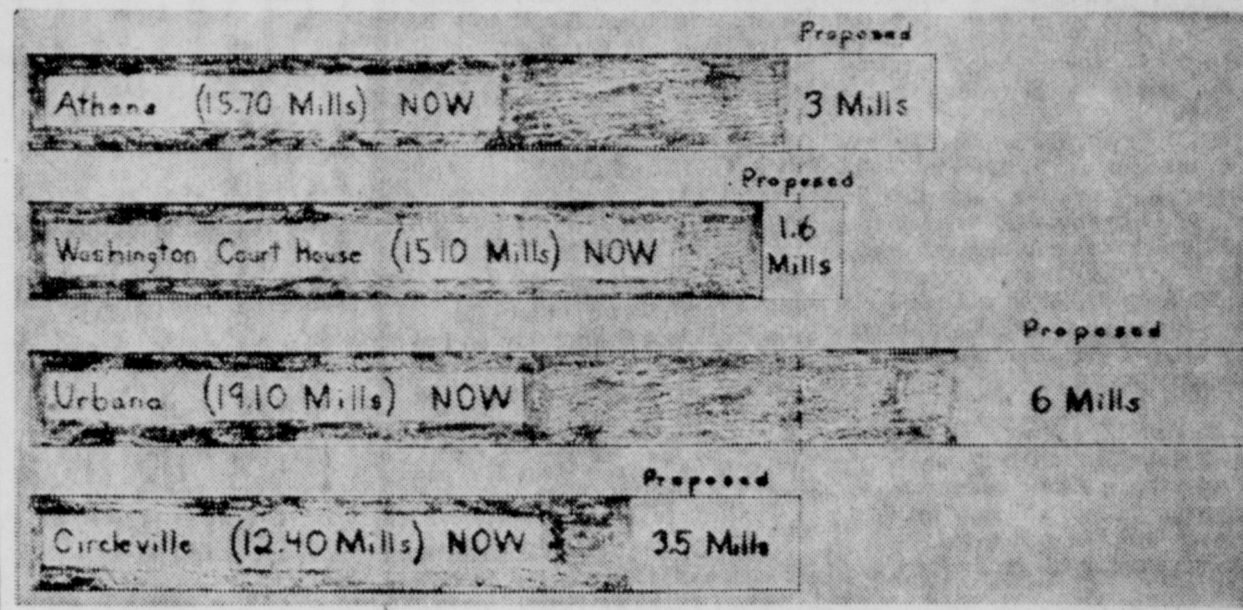 Proposed
Athens (15.70 Mills) NOW 3 Mills
Proposed
Washington Court House (15.10 Mills) NOW 1.6 Mills
Proposed
Urbana (19.10 Mills) NOW 6 Mills
Proposed
Circleville (12.40 Mills) NOW 3.5 Mills